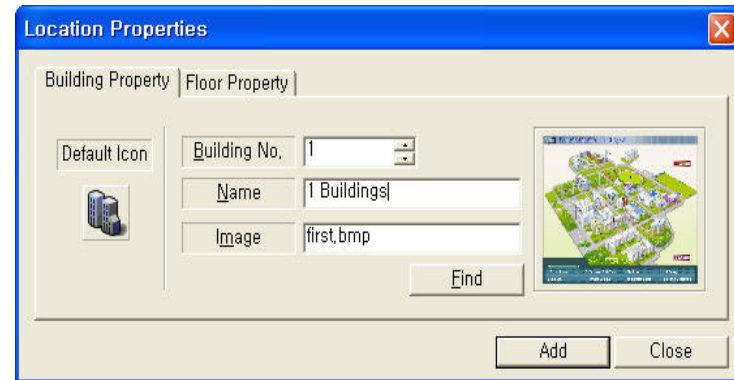 Location Properties
Building Property
Floor Property
Default Icon
Building No,
1
Name
1 Buildings
Image
first,bmp
Find
Add
Close